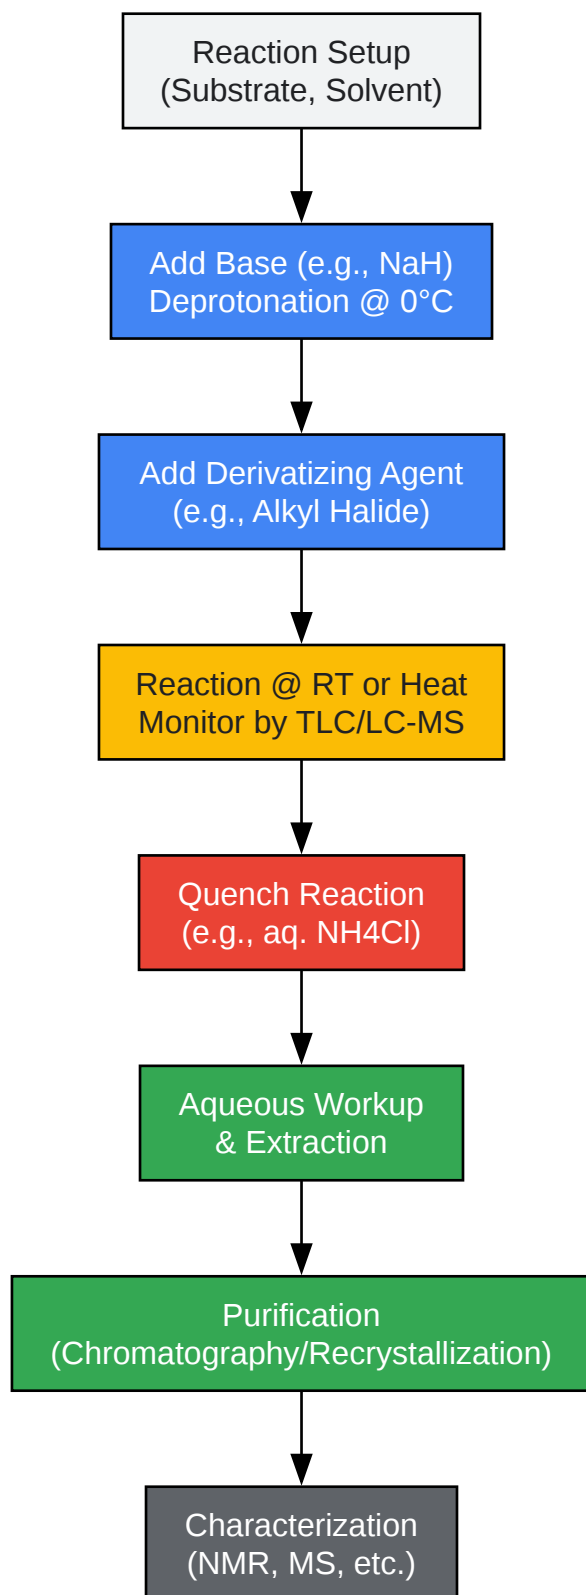 Reaction Setup
(Substrate, Solvent)
Add Base (e.g., NaH)
Deprotonation @ 0°C
Add Derivatizing Agent
(e.g., Alkyl Halide)
Reaction @ RT or Heat
Monitor by TLC/LC-MS
Quench Reaction
(e.g., aq. NH4Cl)
Aqueous Workup
& Extraction
Purification
(Chromatography/Recrystallization)
Characterization
(NMR, MS, etc.)